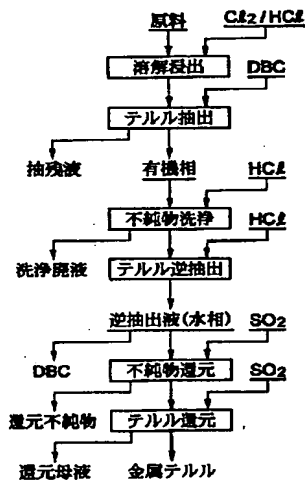 原料 Cl2/HCl
溶解浸出 DBC
テルル抽出
抽残液 有機相 HCl
不純物洗浄 HCl
洗浄廃液 テルル逆抽出
逆抽出液(水相) SO2
DBC 不純物還元 SO2
還元不純物 テルル還元
還元母液 金属テルル